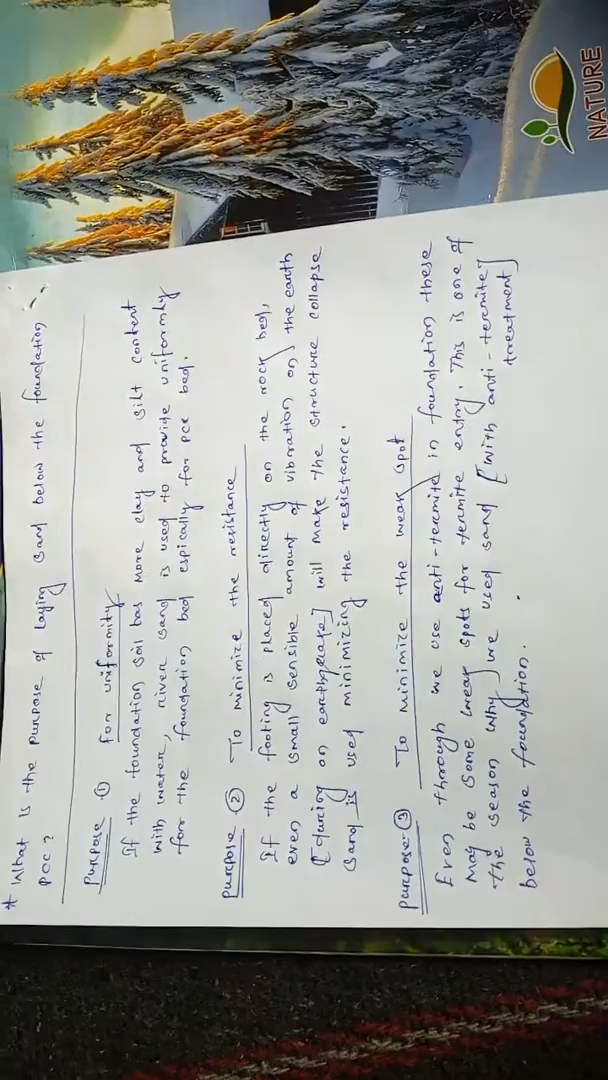 * What is the purpose of laying sand below the foundation
PCC?
Purpose - ① For uniformity
If the foundation soil has more clay and silt content
with water, river sand is used to provide uniformity
for the foundation bed espically for pcc bed.
purpose - ② To minimize the resistance
If the footing is placed directly on the rock bed,
even a small sensible amount of vibration on the earth
[during on earthquake] will make the structure collapse
Sand is used minimizing the resistance.
purpose - ③ To minimize the weak spot
Even through we use anti-termite in foundation these
may be some weak spots for termite entry. This is one of
the season why we used sand [with anti-termite]
treatment]
below the foundation.
NATURE